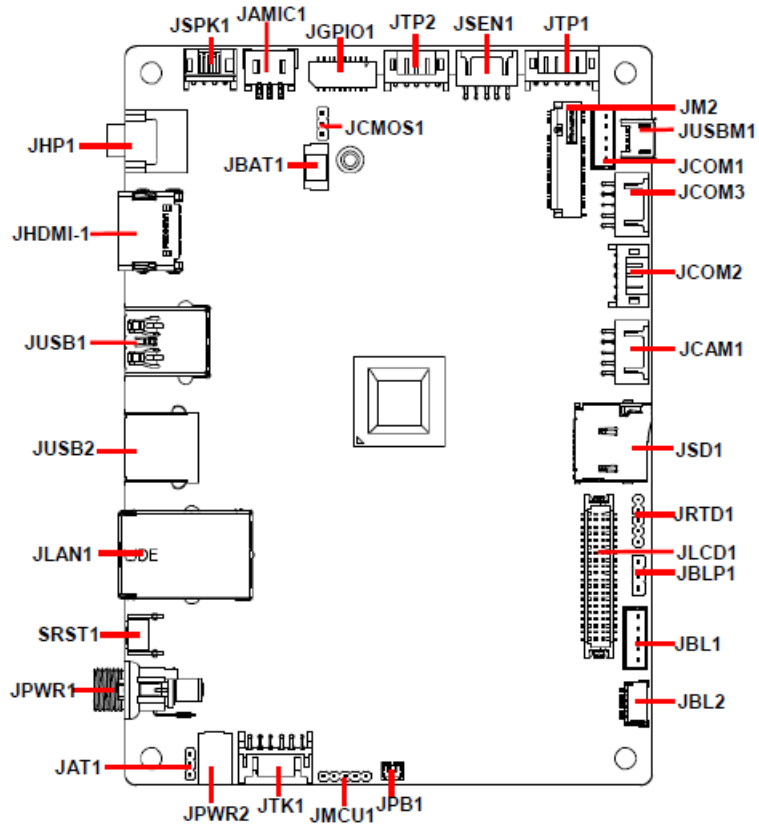 JSPK1
JAMIC1
JGPIO1
JTP2
JSEN1
JTP1
JM2
JUSBM1
JCOM1
JCOM3
JCMOS1
JHP1
JBAT1
JHDMI-1
JCOM2
JUSB1
JCAM1
JUSB2
JSD1
JRTD1
JLAN1
JLCD1
JBLP1
SRST1
JBL1
JPWR1
JBL2
JAT1
JPWR2
JTK1
JMCU1
JPB1